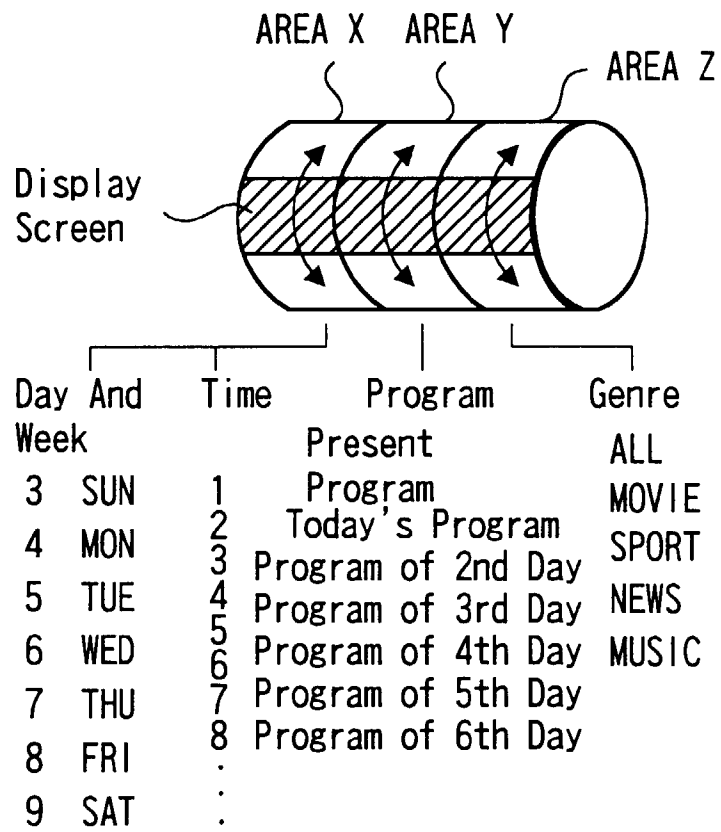 AREA X AREA Y
AREA Z
Display
Screen
Day And
Week
3 SUN
4 MON
5 TUE
6 WED
7 THU
8 FRI
9 SAT
Time
1
2
3
4
5
6
7
8
.
.
.
Program
Present
Program
Today's Program
Program of 2nd Day
Program of 3rd Day
Program of 4th Day
Program of 5th Day
Program of 6th Day
Genre
ALL
MOVIE
SPORT
NEWS
MUSIC